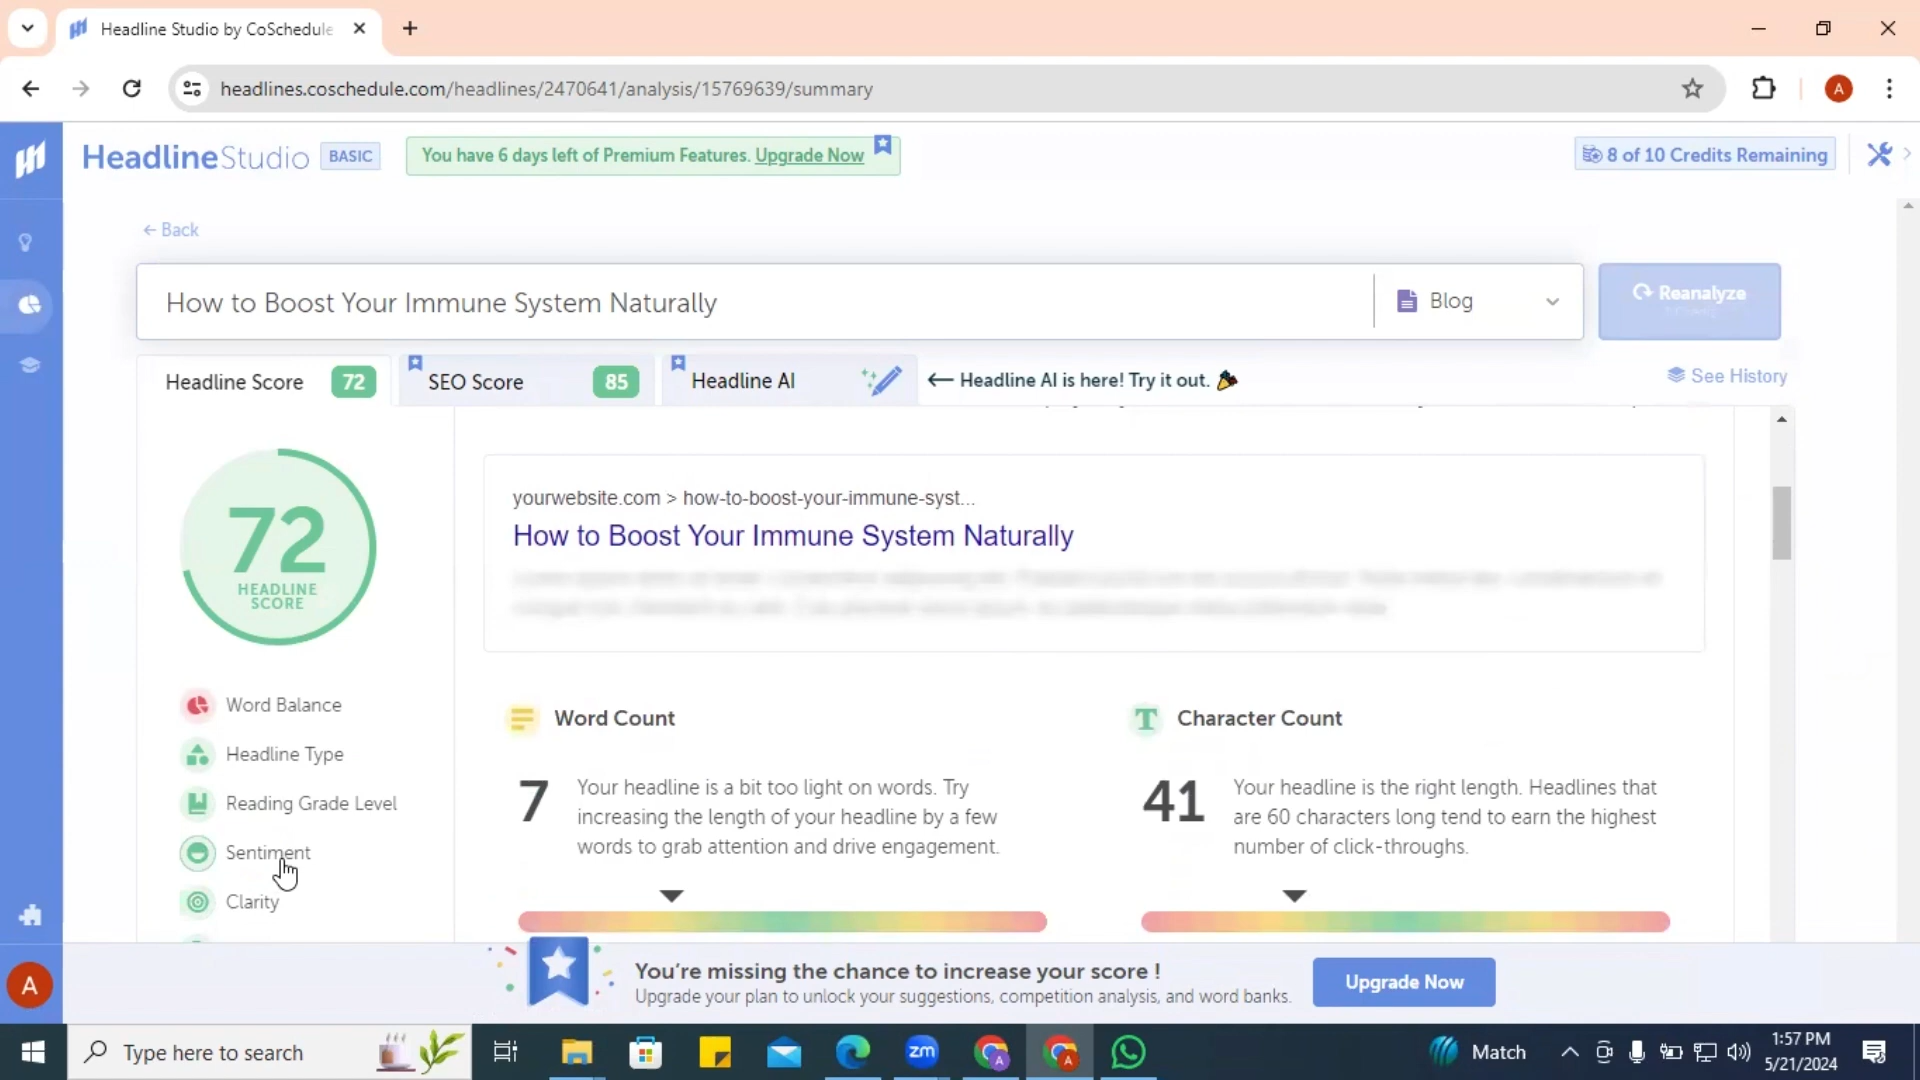 Headline Studio by CoSchedule
headlines.coschedule.com/headlines/2470641/analysis/15769639/summary
HeadlineStudio BASIC
You have 6 days left of Premium Features. Upgrade Now
8 of 10 Credits Remaining
← Back
How to Boost Your Immune System Naturally
Blog
Reanalyze
Headline Score 72
SEO Score 85
Headline AI
← Headline AI is here! Try it out.
See History
72
HEADLINE
SCORE
Word Balance
Headline Type
Reading Grade Level
Sentiment
Clarity
yourwebsite.com > how-to-boost-your-immune-syst...
How to Boost Your Immune System Naturally
Word Count
7
Your headline is a bit too light on words. Try
increasing the length of your headline by a few
words to grab attention and drive engagement.
Character Count
41
Your headline is the right length. Headlines that
are 60 characters long tend to earn the highest
number of click-throughs.
You're missing the chance to increase your score !
Upgrade your plan to unlock your suggestions, competition analysis, and word banks.
Upgrade Now
A
A
Type here to search
zm
A
A
Match
1:57 PM
5/21/2024